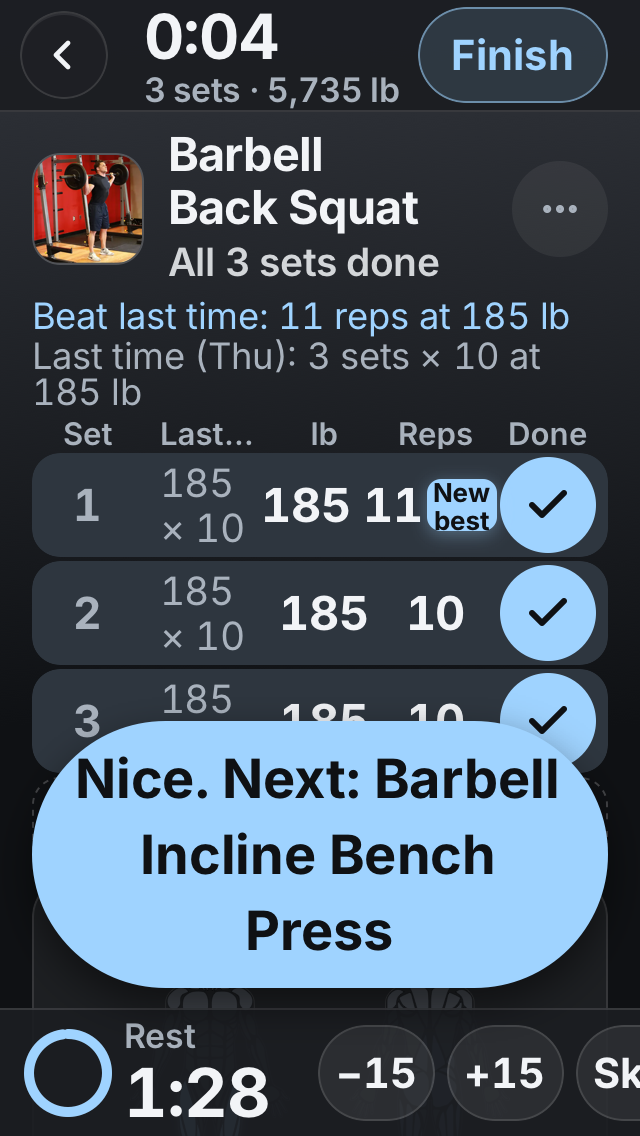 0:04
3 sets · 5,735 lb
Finish
Barbell
Back Squat
All 3 sets done
Beat last time: 11 reps at 185 lb
Last time (Thu): 3 sets × 10 at
185 lb
Set Last... lb Reps Done
1 185 × 10 185 11 New best
2 185 × 10 185 10
3 185 185 10
Nice. Next: Barbell
Incline Bench
Press
Rest
1:28
−15 +15 Sk